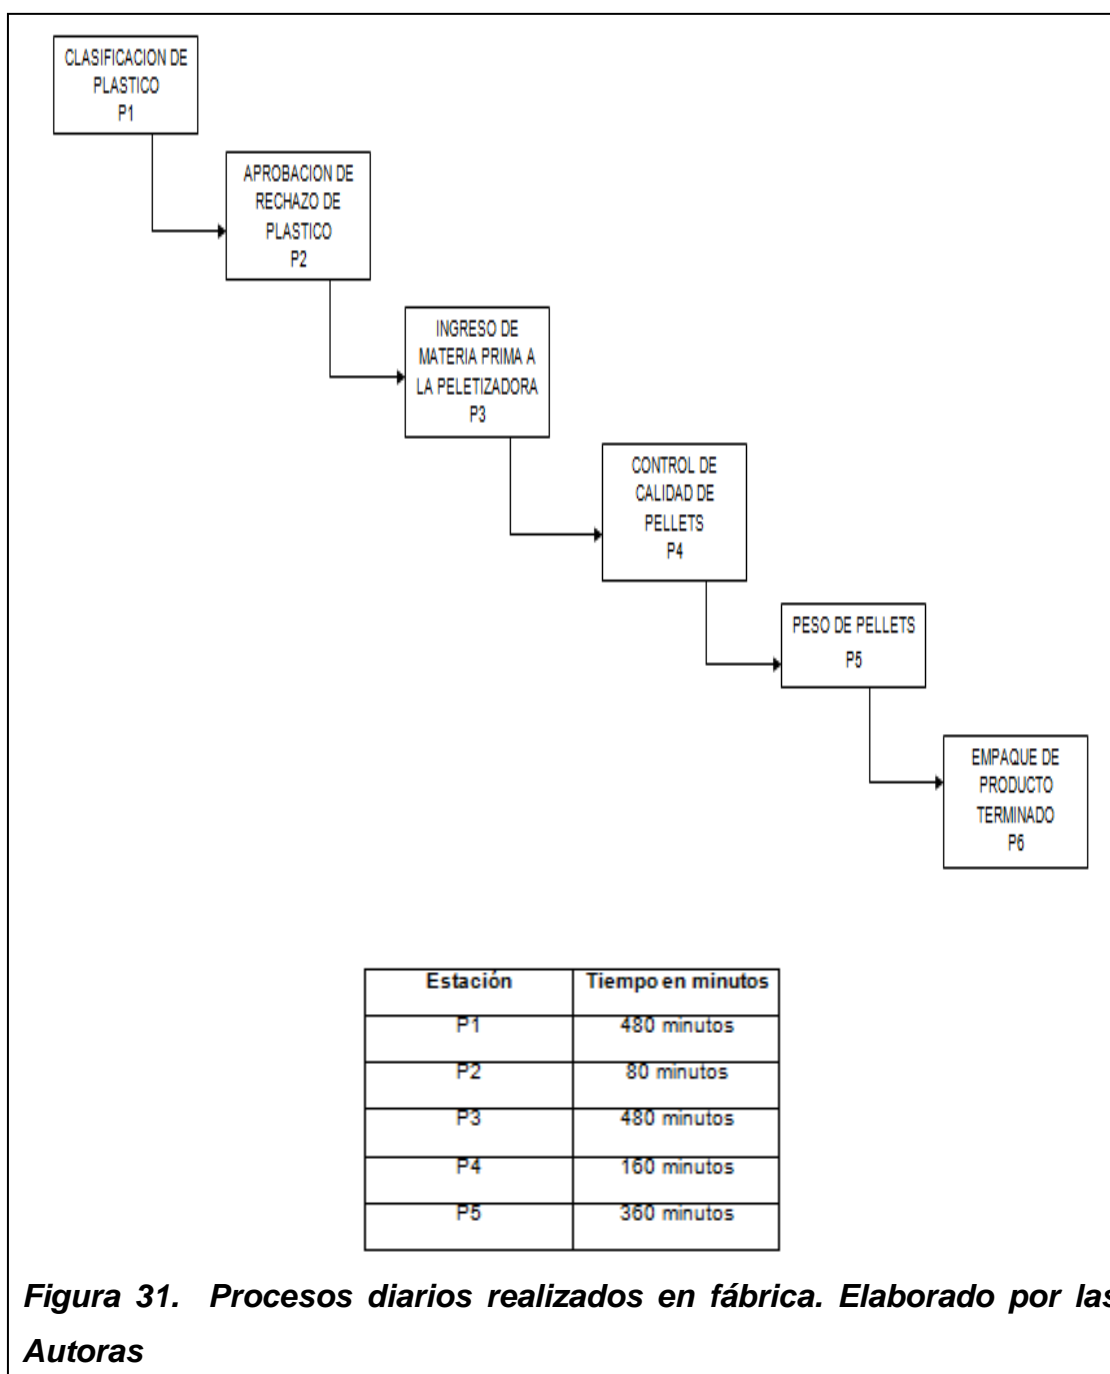 CLASIFICACION DE
PLASTICO
P1
APROBACION DE
RECHAZO DE
PLASTICO
P2
INGRESO DE
MATERIA PRIMA A
LA PELETIZADORA
P3
CONTROL DE
CALIDAD DE
PELLETS
P4
PESO DE PELLETS
P5
EMPAQUE DE
PRODUCTO
TERMINADO
P6
Estación Tiempo en minutos
P1 480 minutos
P2 80 minutos
P3 480 minutos
P4 160 minutos
P5 360 minutos
Figura 31. Procesos diarios realizados en fábrica. Elaborado por las
Autoras